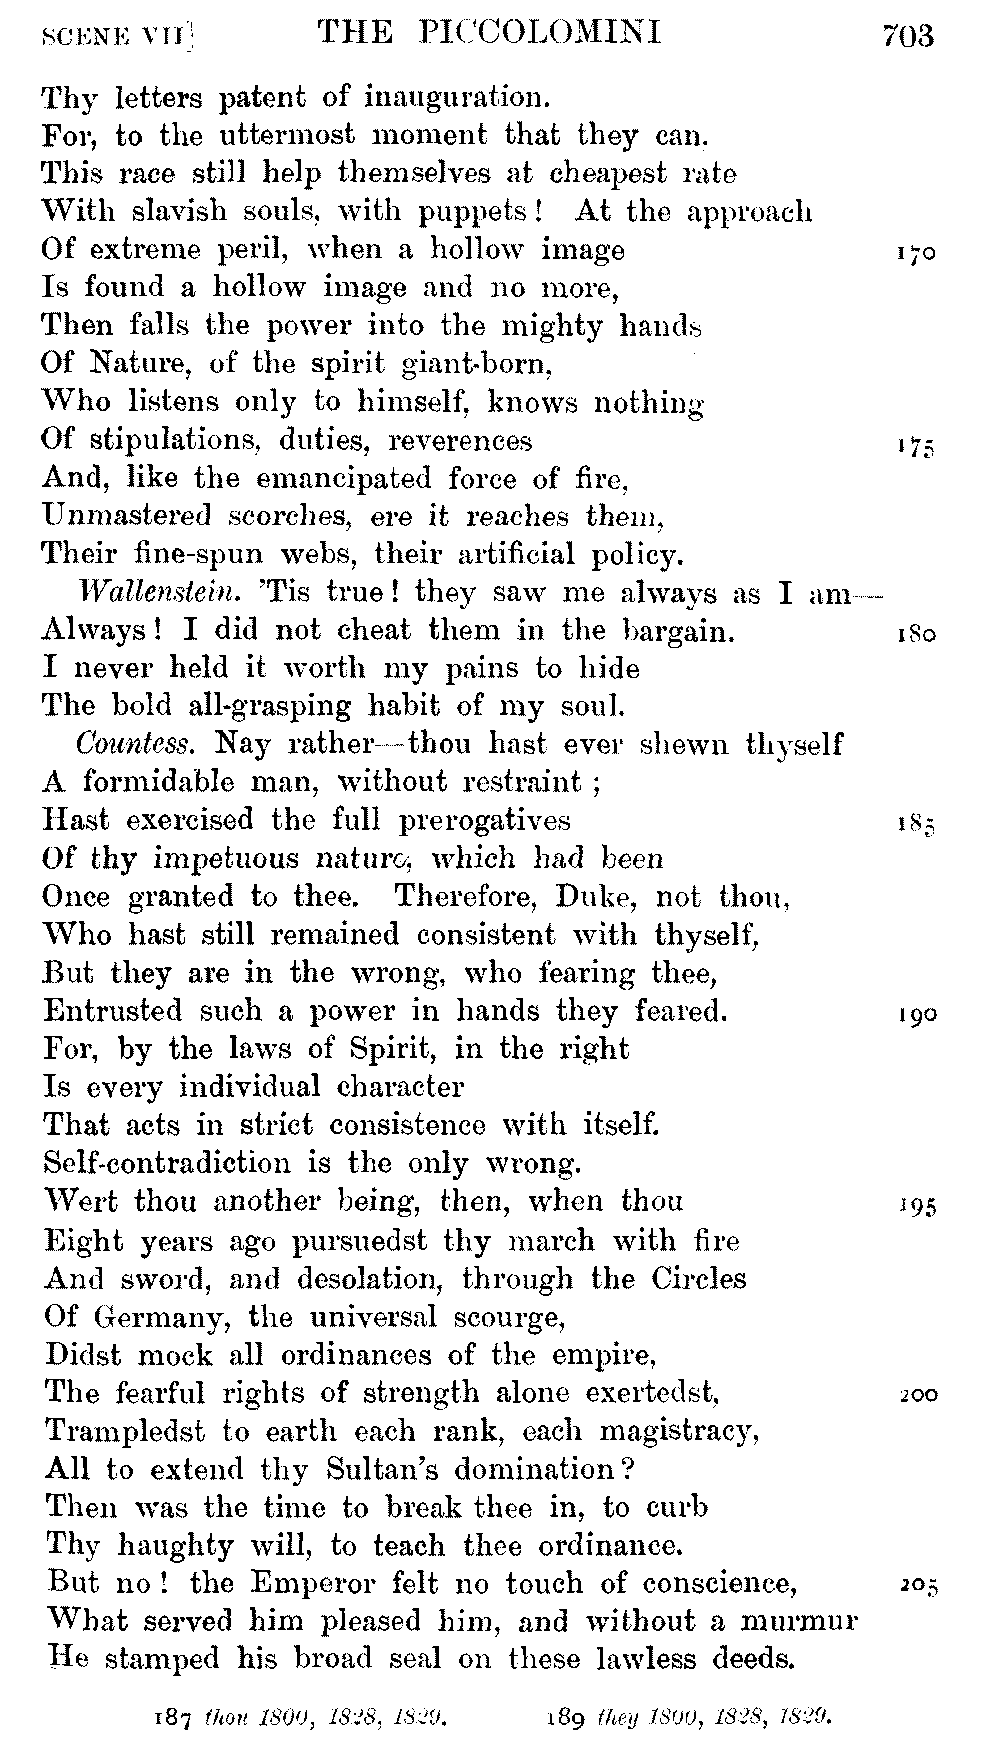 SCENE VII] THE PICCOLOMINI 703
Thy letters patent of inauguration.
For, to the uttermost moment that they can.
This race still help themselves at cheapest rate
With slavish souls, with puppets! At the approach
Of extreme peril, when a hollow image 170
Is found a hollow image and no more,
Then falls the power into the mighty hands
Of Nature, of the spirit giant-born,
Who listens only to himself, knows nothing
Of stipulations, duties, reverences 175
And, like the emancipated force of fire,
Unmastered scorches, ere it reaches them,
Their fine-spun webs, their artificial policy.
Wallenstein. 'Tis true! they saw me always as I am—
Always! I did not cheat them in the bargain. 180
I never held it worth my pains to hide
The bold all-grasping habit of my soul.
Countess. Nay rather—thou hast ever shewn thyself
A formidable man, without restraint;
Hast exercised the full prerogatives 185
Of thy impetuous nature, which had been
Once granted to thee. Therefore, Duke, not thou,
Who hast still remained consistent with thyself,
But they are in the wrong, who fearing thee,
Entrusted such a power in hands they feared. 190
For, by the laws of Spirit, in the right
Is every individual character
That acts in strict consistence with itself.
Self-contradiction is the only wrong.
Wert thou another being, then, when thou 195
Eight years ago pursuedst thy march with fire
And sword, and desolation, through the Circles
Of Germany, the universal scourge,
Didst mock all ordinances of the empire,
The fearful rights of strength alone exertedst, 200
Trampledst to earth each rank, each magistracy,
All to extend thy Sultan's domination?
Then was the time to break thee in, to curb
Thy haughty will, to teach thee ordinance.
But no! the Emperor felt no touch of conscience, 205
What served him pleased him, and without a murmur
He stamped his broad seal on these lawless deeds.
187 thou 1800, 1828, 1829. 189 they 1800, 1828, 1829.